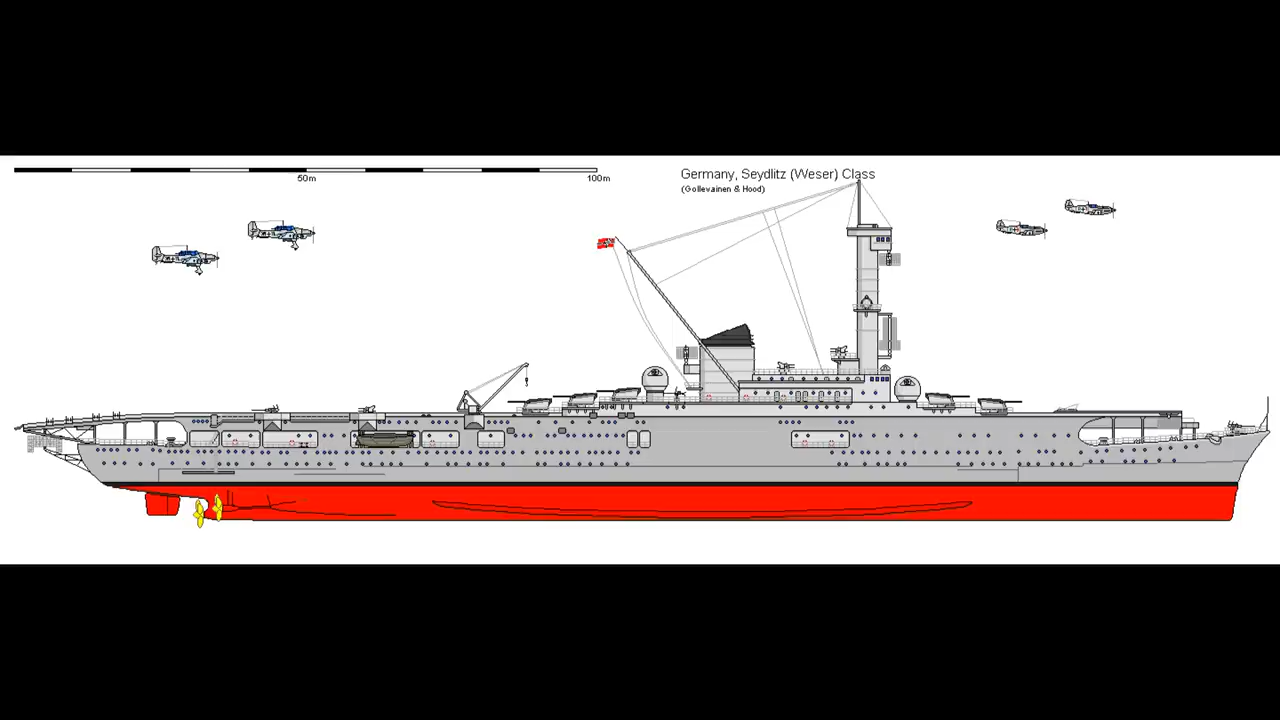 Germany, Seydlitz (Weser) Class
(Gollevainen & Hood)
50m
100m